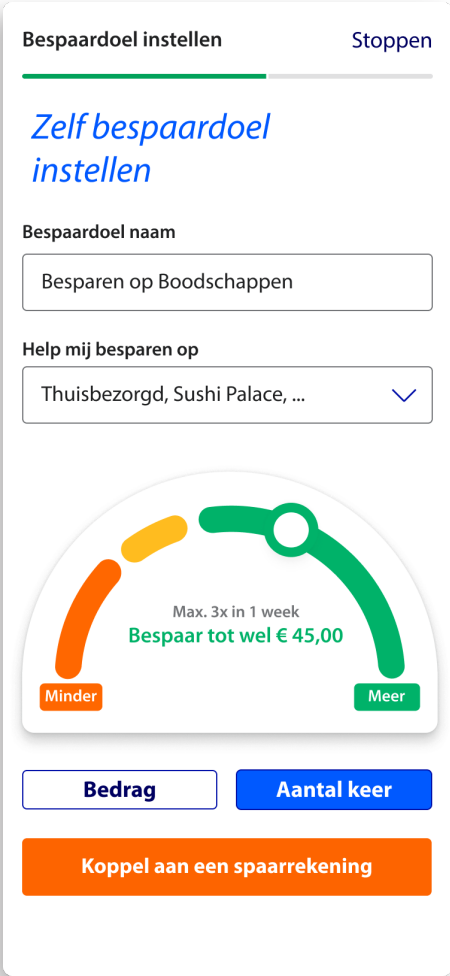 Bespaardoel instellen
Stoppen
Zelf bespaardoel
instellen
Bespaardoel naam
Besparen op Boodschappen
Help mij besparen op
Thuisbezorgd, Sushi Palace, ...
Max. 3x in 1 week
Bespaar tot wel € 45,00
Minder
Meer
Bedrag
Aantal keer
Koppel aan een spaarrekening